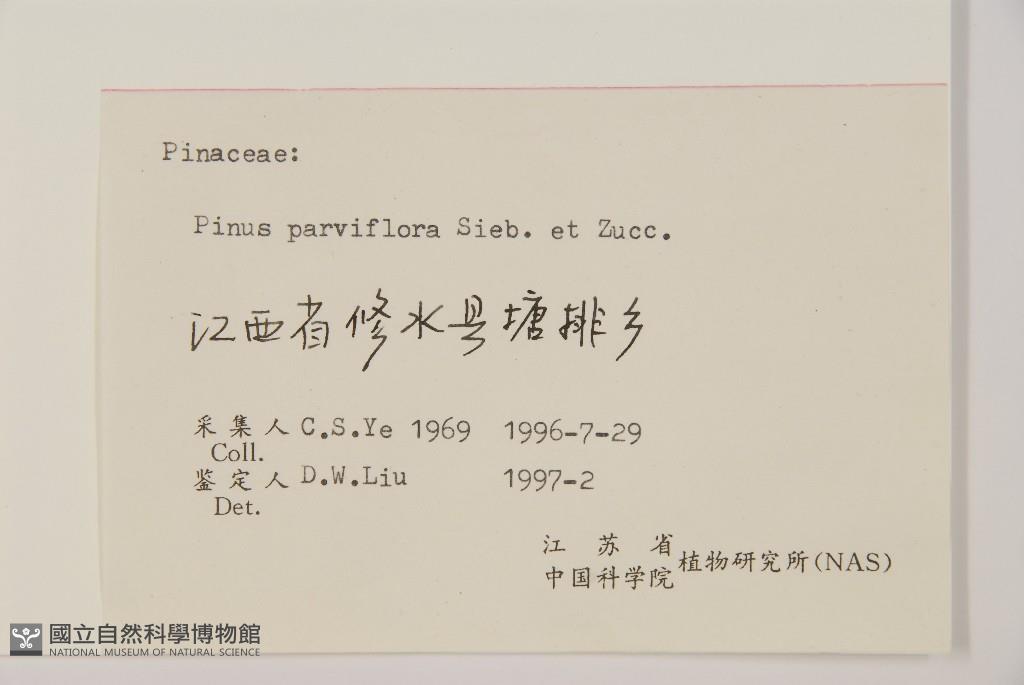 Pinaceae:
Pinus parviflora Sieb. et Zucc.
江西省修水县塘排乡
采集人 C.S.Ye 1969 1996-7-29
Coll.
鉴定人 D.W.Liu 1997-2
Det.
江苏省
中国科学院 植物研究所(NAS)
國立自然科學博物館
NATIONAL MUSEUM OF NATURAL SCIENCE